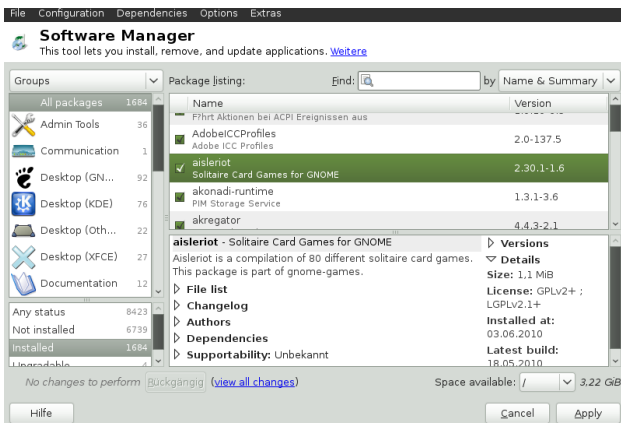 File Configuration Dependencies Options Extras
Software Manager
This tool lets you install, remove, and update applications. Weitere
Groups
Package listing:
Find:
by Name & Summary
All packages 1684
Admin Tools 36
Communication 1
Desktop (GN... 92
Desktop (KDE) 76
Desktop (Oth... 22
Desktop (XFCE) 27
Documentation 12
Any status 8423
Not installed 6739
Installed 1684
Upgradable 4
Name Version
F?hrt Aktionen bei ACPI Ereignissen aus
AdobeICCProfiles 2.0-137.5
Adobe ICC Profiles
aisleriot 2.30.1-1.6
Solitaire Card Games for GNOME
akonadi-runtime 1.3.1-3.6
PIM Storage Service
akregator 4.4.3-2.1
aisleriot - Solitaire Card Games for GNOME
Aisleriot is a compilation of 80 different solitaire card games.
This package is part of gnome-games.
File list
Changelog
Authors
Dependencies
Supportability: Unbekannt
Versions
Details
Size: 1,1 MiB
License: GPLv2+ ;
LGPLv2.1+
Installed at:
03.06.2010
Latest build:
18.05.2010
No changes to perform Rückgängig (view all changes)
Space available: / 3.22 GiB
Hilfe Cancel Apply